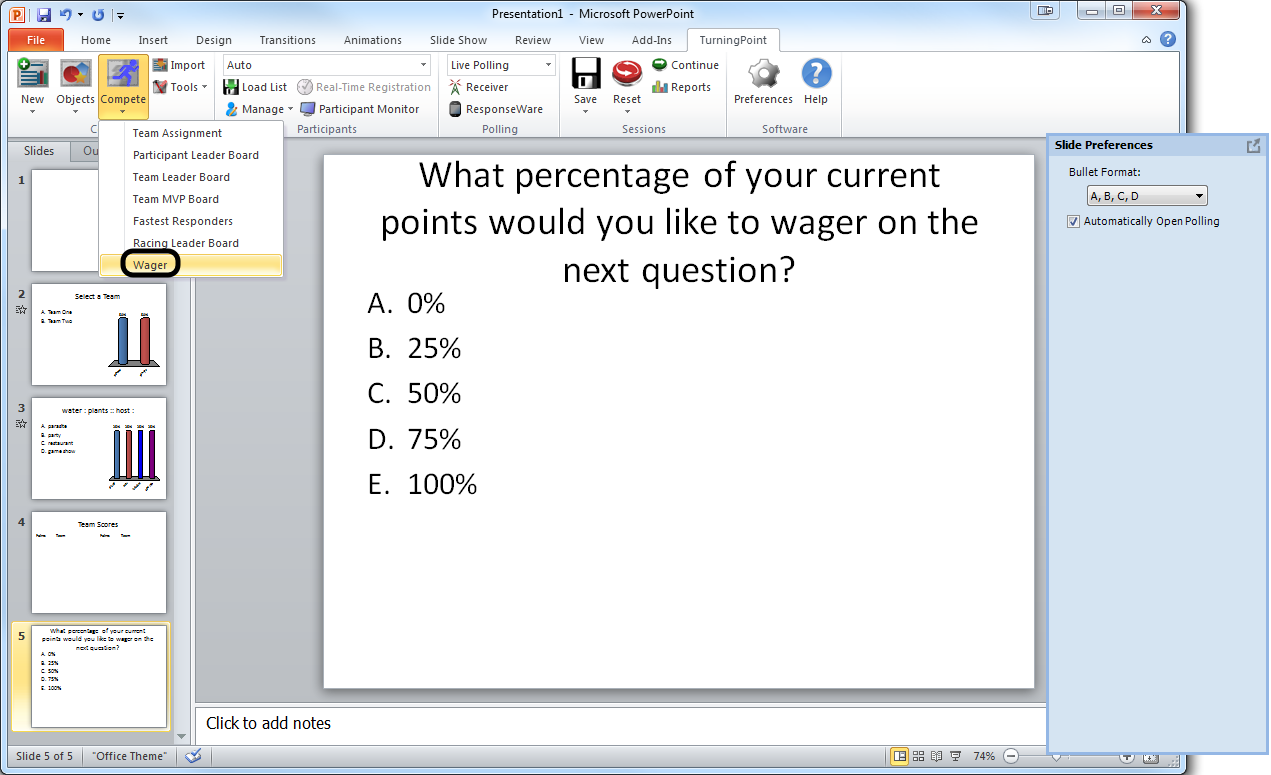 Presentation1 - Microsoft PowerPoint
File Home Insert Design Transitions Animations Slide Show Review View Add-Ins TurningPoint
New Objects Compete Import Tools
Auto
Load List Real-Time Registration
Manage Participant Monitor
Participants
Live Polling
Receiver
ResponseWare
Polling
Save Reset Continue
Reports
Sessions
Preferences Help
Software
Team Assignment
Participant Leader Board
Team Leader Board
Team MVP Board
Fastest Responders
Racing Leader Board
Wager
Slides Ou
1
2
Select a Team
A. Team One
B. Team Two
3
water : plants :: host :
A. parasite
B. party
C. restaurant
D. game show
4
Team Scores
Points Team Points Team
5
What percentage of your current
points would you like to wager on the
next question?
A. 0%
B. 25%
C. 50%
D. 75%
E. 100%
What percentage of your current
points would you like to wager on the
next question?
A. 0%
B. 25%
C. 50%
D. 75%
E. 100%
Slide Preferences
Bullet Format:
A, B, C, D
Automatically Open Polling
Click to add notes
Slide 5 of 5 "Office Theme" 74%